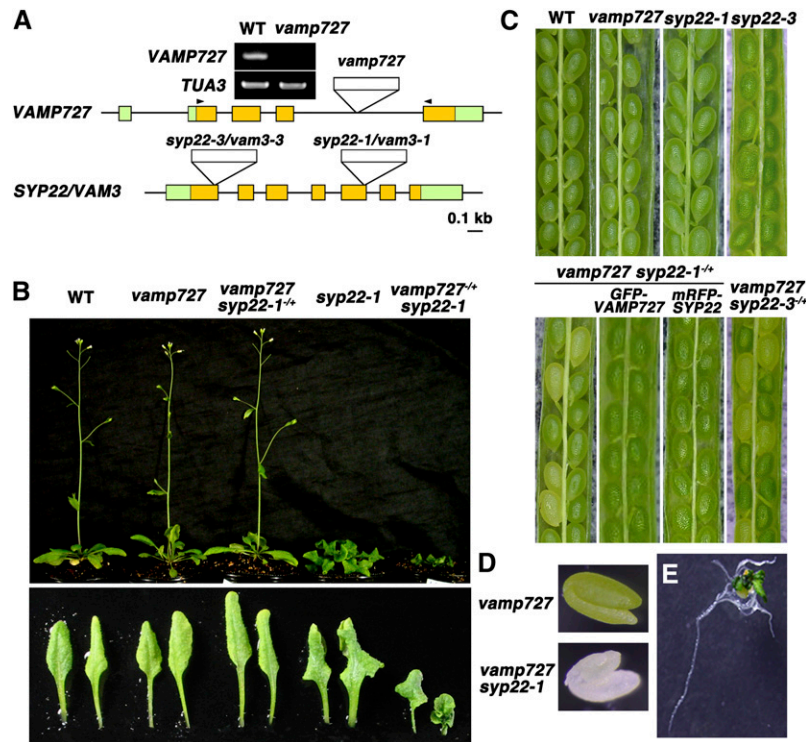 A
WT vamp727
VAMP727
TUA3
vamp727
VAMP727
syp22-3/vam3-3 syp22-1/vam3-1
SYP22/VAM3
0.1 kb
B
WT vamp727 vamp727 syp22-1-/+ syp22-1 vamp727-/+ syp22-1
C
WT vamp727 syp22-1 syp22-3
vamp727 syp22-1-/+
GFP-VAMP727 mRFP-SYP22 vamp727 syp22-3-/+
D
vamp727
vamp727
syp22-1
E